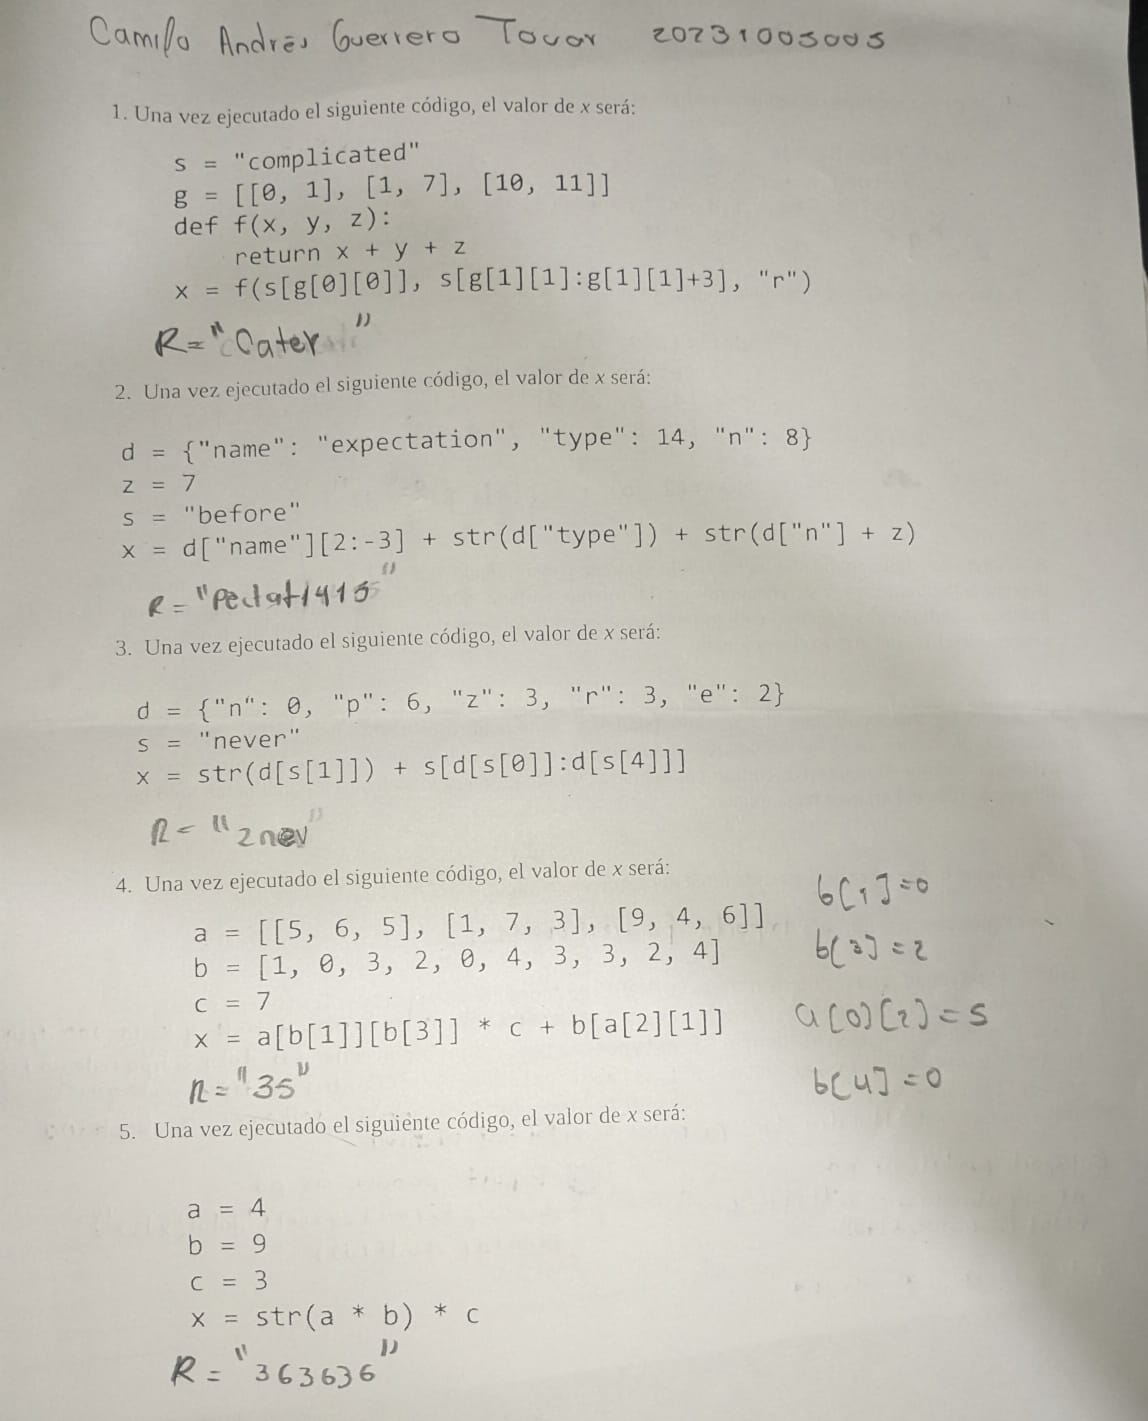 Camilo Andrés Guerrero Tovar 20231005005
1. Una vez ejecutado el siguiente código, el valor de x será:
s = "complicated"
g = [[0, 1], [1, 7], [10, 11]]
def f(x, y, z):
return x + y + z
x = f(s[g[0][0]], s[g[1][1]:g[1][1]+3], "r")
R="Cater"
2. Una vez ejecutado el siguiente código, el valor de x será:
d = {"name": "expectation", "type": 14, "n": 8}
z = 7
s = "before"
x = d["name"][2:-3] + str(d["type"]) + str(d["n"] + z)
R="Pectat1415"
3. Una vez ejecutado el siguiente código, el valor de x será:
d = {"n": 0, "p": 6, "z": 3, "r": 3, "e": 2}
s = "never"
x = str(d[s[1]]) + s[d[s[0]]:d[s[4]]]
R="2nev"
4. Una vez ejecutado el siguiente código, el valor de x será:
a = [[5, 6, 5], [1, 7, 3], [9, 4, 6]]
b = [1, 0, 3, 2, 0, 4, 3, 3, 2, 4]
c = 7
x = a[b[1]][b[3]] * c + b[a[2][1]]
R="35"
b[1]=0
b[3]=2
a[0][2]=5
b[4]=0
5. Una vez ejecutado el siguiente código, el valor de x será:
a = 4
b = 9
c = 3
x = str(a * b) * c
R="363636"